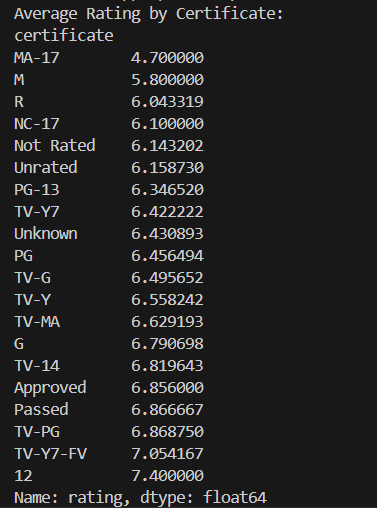 Average Rating by Certificate:
certificate
MA-17 4.700000
M 5.800000
R 6.043319
NC-17 6.100000
Not Rated 6.143202
Unrated 6.158730
PG-13 6.346520
TV-Y7 6.422222
Unknown 6.430893
PG 6.456494
TV-G 6.495652
TV-Y 6.558242
TV-MA 6.629193
G 6.790698
TV-14 6.819643
Approved 6.856000
Passed 6.866667
TV-PG 6.868750
TV-Y7-FV 7.054167
12 7.400000
Name: rating, dtype: float64